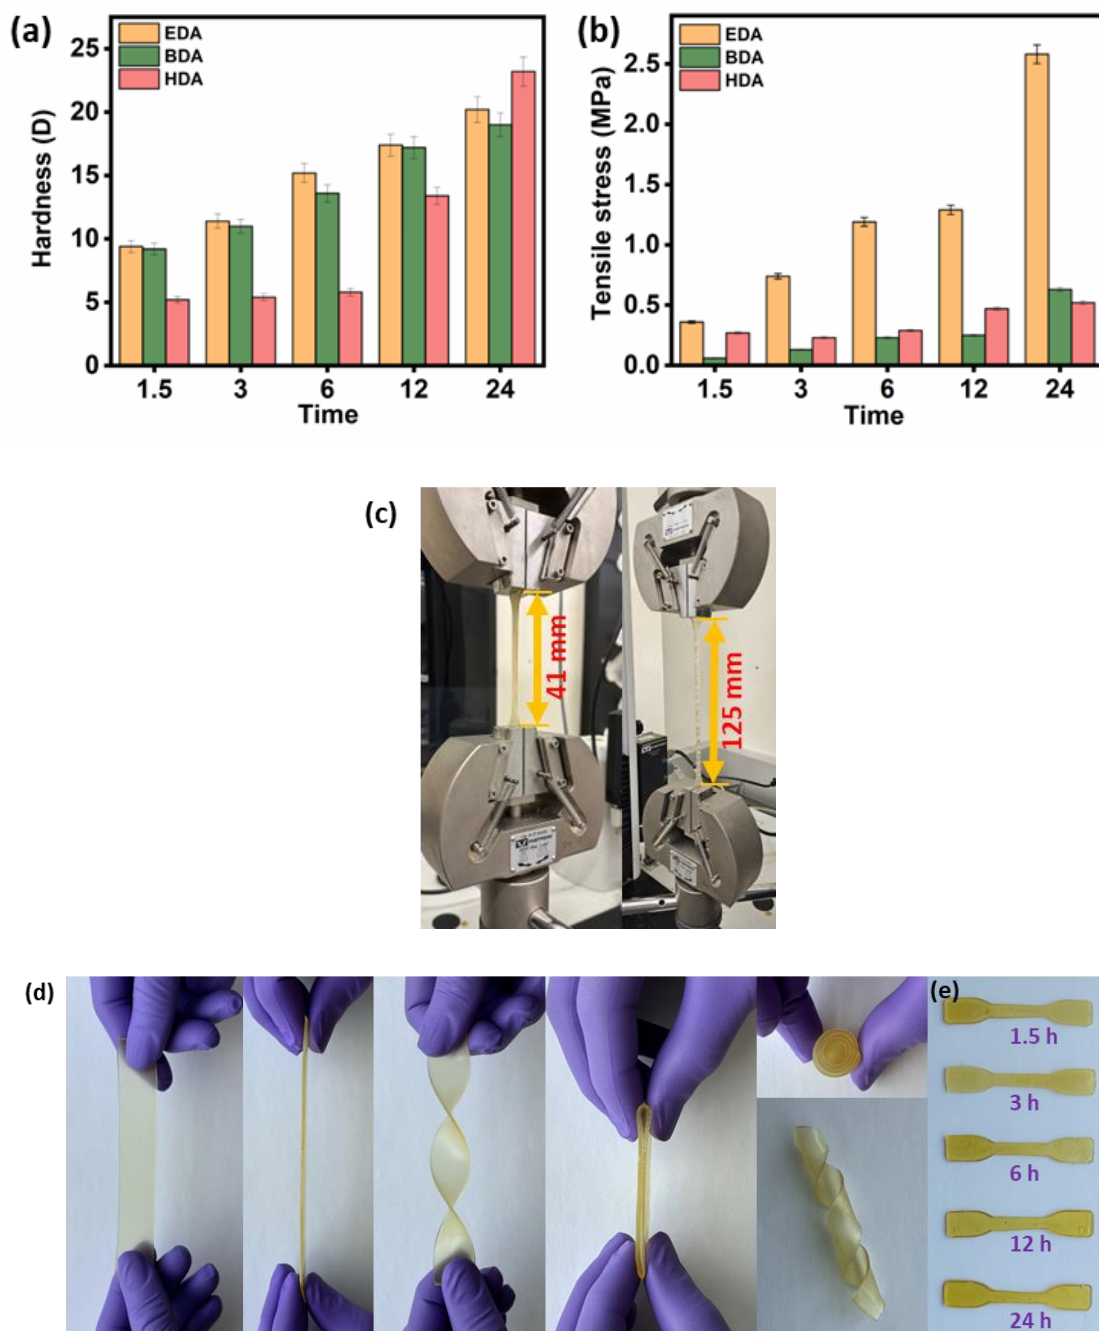 (a)
EDA
BDA
HDA
Hardness (D)
25
20
15
10
5
0
1.5 3 6 12 24
Time
(b)
EDA
BDA
HDA
Tensile stress (MPa)
2.5
2.0
1.5
1.0
0.5
0.0
1.5 3 6 12 24
Time
(c)
41 mm
125 mm
(d)
(e)
1.5 h
3 h
6 h
12 h
24 h